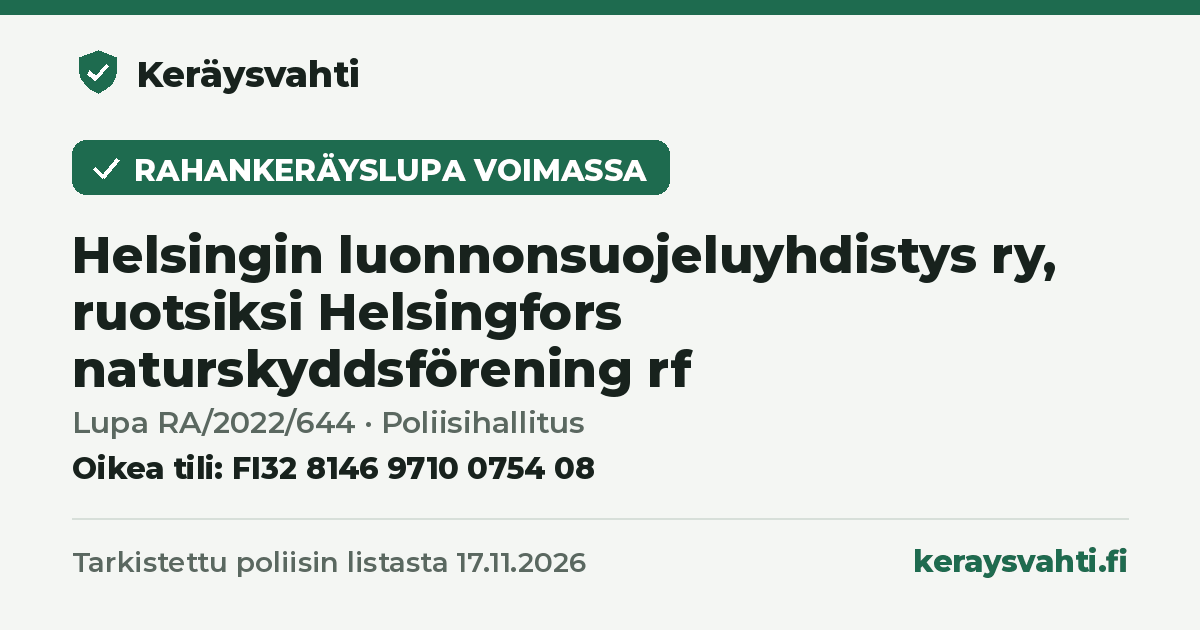 Keräysvahti
RAHANKERÄYSLUPA VOIMASSA
Helsingin luonnonsuojeluyhdistys ry,
ruotsiksi Helsingfors
naturskyddsförening rf
Lupa RA/2022/644 · Poliisihallitus
Oikea tili: FI32 8146 9710 0754 08
Tarkistettu poliisin listasta 17.11.2026
keraysvahti.fi